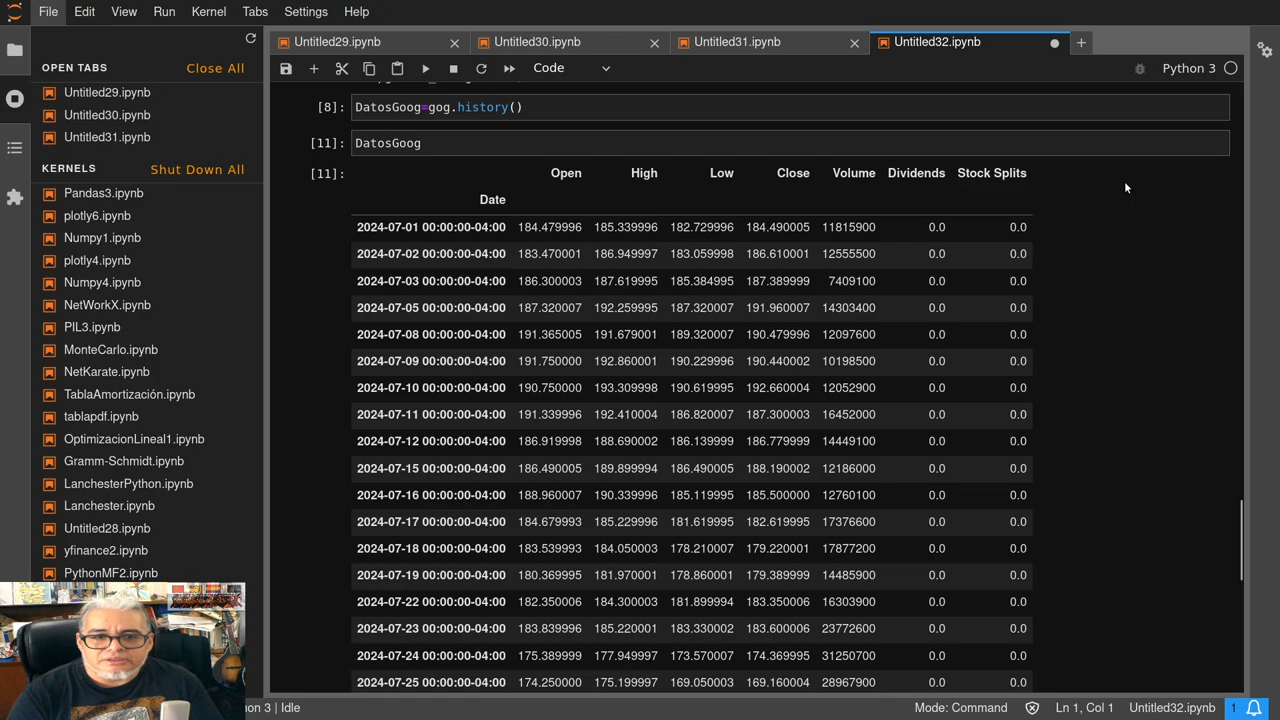 File Edit View Run Kernel Tabs Settings Help
Untitled29.ipynb Untitled30.ipynb Untitled31.ipynb Untitled32.ipynb
Code Python 3
OPEN TABS Close All
Untitled29.ipynb
Untitled30.ipynb
Untitled31.ipynb
KERNELS Shut Down All
Pandas3.ipynb
plotly6.ipynb
Numpy1.ipynb
plotly4.ipynb
Numpy4.ipynb
NetWorkX.ipynb
PIL3.ipynb
MonteCarlo.ipynb
NetKarate.ipynb
TablaAmortización.ipynb
tablapdf.ipynb
OptimizacionLineal1.ipynb
Gramm-Schmidt.ipynb
LanchesterPython.ipynb
Lanchester.ipynb
Untitled28.ipynb
yfinance2.ipynb
PythonMF2.ipynb
[8]: DatosGoog=gog.history()
[11]: DatosGoog
[11]: Open High Low Close Volume Dividends Stock Splits
Date
2024-07-01 00:00:00-04:00 184.479996 185.339996 182.729996 184.490005 11815900 0.0 0.0
2024-07-02 00:00:00-04:00 183.470001 186.949997 183.059998 186.610001 12555500 0.0 0.0
2024-07-03 00:00:00-04:00 186.300003 187.619995 185.384995 187.389999 7409100 0.0 0.0
2024-07-05 00:00:00-04:00 187.320007 192.259995 187.320007 191.960007 14303400 0.0 0.0
2024-07-08 00:00:00-04:00 191.365005 191.679001 189.320007 190.479996 12097600 0.0 0.0
2024-07-09 00:00:00-04:00 191.750000 192.860001 190.229996 190.440002 10198500 0.0 0.0
2024-07-10 00:00:00-04:00 190.750000 193.309998 190.619995 192.660004 12052900 0.0 0.0
2024-07-11 00:00:00-04:00 191.339996 192.410004 186.820007 187.300003 16452000 0.0 0.0
2024-07-12 00:00:00-04:00 186.919998 188.690002 186.139999 186.779999 14449100 0.0 0.0
2024-07-15 00:00:00-04:00 186.490005 189.899994 186.490005 188.190002 12186000 0.0 0.0
2024-07-16 00:00:00-04:00 188.960007 190.339996 185.119995 185.500000 12760100 0.0 0.0
2024-07-17 00:00:00-04:00 184.679993 185.229996 181.619995 182.619995 17376600 0.0 0.0
2024-07-18 00:00:00-04:00 183.539993 184.050003 178.210007 179.220001 17877200 0.0 0.0
2024-07-19 00:00:00-04:00 180.369995 181.970001 178.860001 179.389999 14485900 0.0 0.0
2024-07-22 00:00:00-04:00 182.350006 184.300003 181.899994 183.350006 16303900 0.0 0.0
2024-07-23 00:00:00-04:00 183.839996 185.220001 183.330002 183.600006 23772600 0.0 0.0
2024-07-24 00:00:00-04:00 175.389999 177.949997 173.570007 174.369995 31250700 0.0 0.0
2024-07-25 00:00:00-04:00 174.250000 175.199997 169.050003 169.160004 28967900 0.0 0.0
on 3 | Idle Mode: Command Ln 1, Col 1 Untitled32.ipynb 1